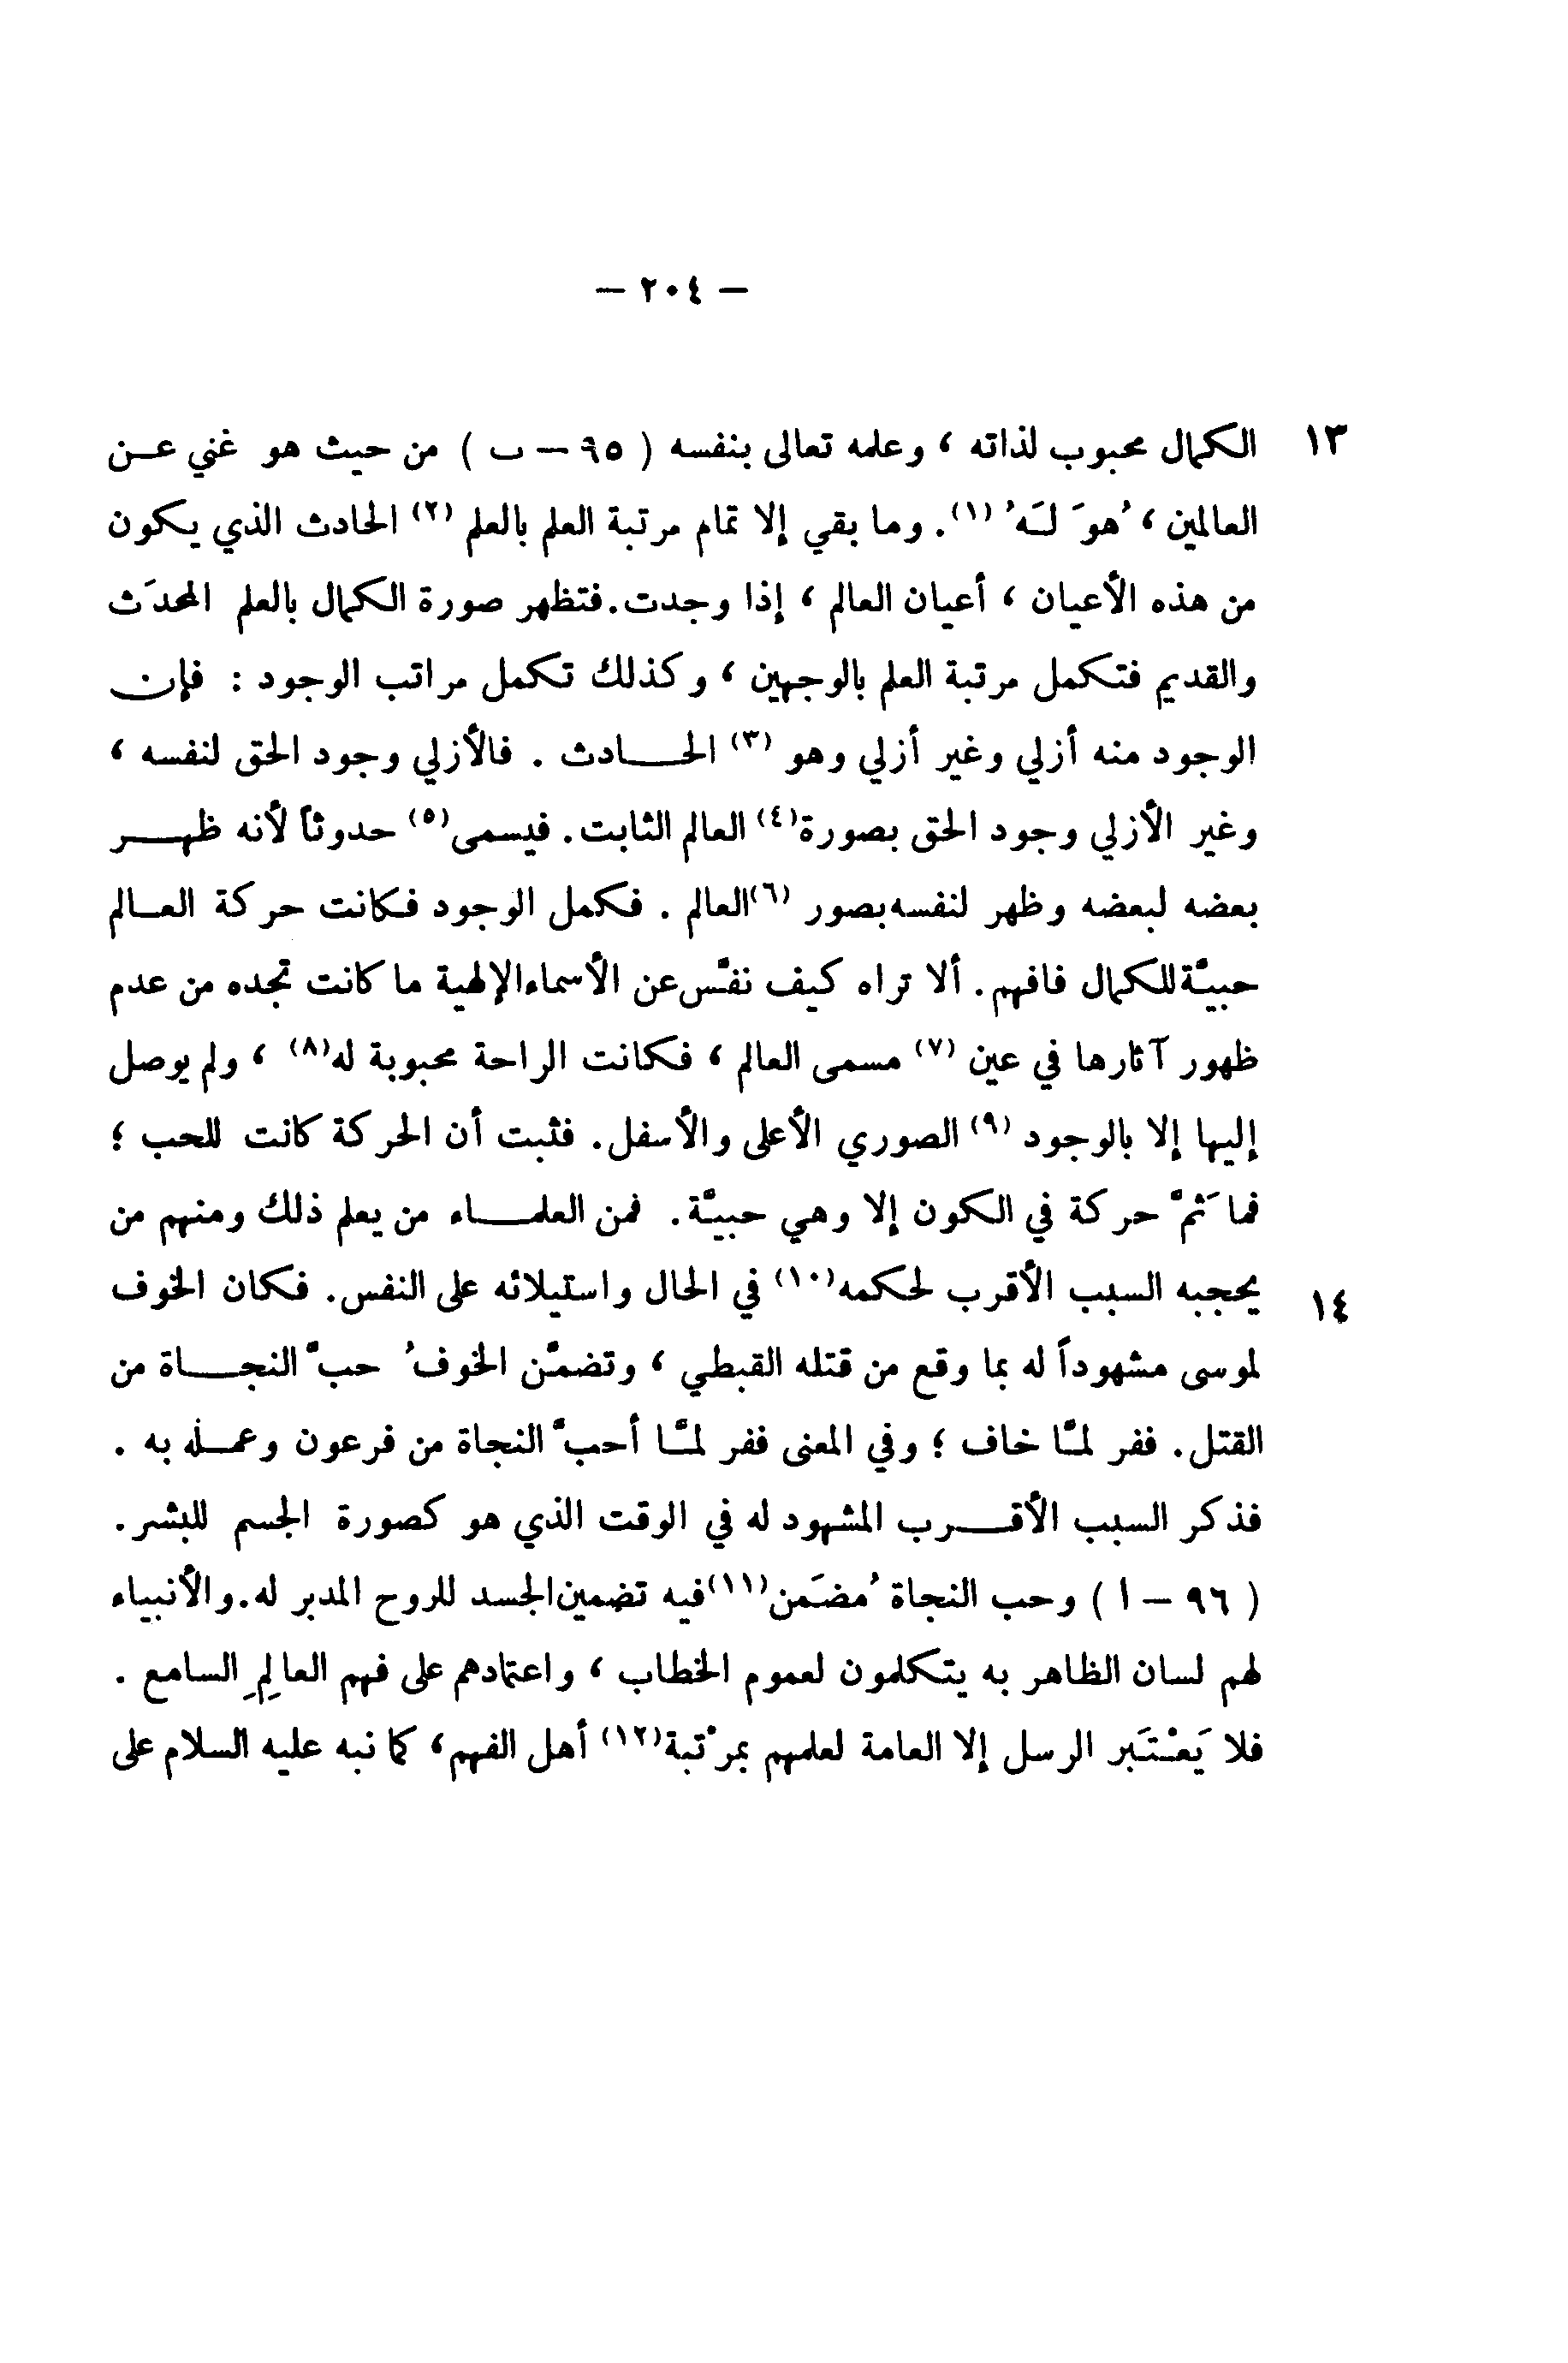 — ٢٠٤ —
١٣ الكمال محبوب لذاته ، وعلمه تعالى بنفسه ( ٩٥ – ب ) من حيث هو غني عن
العالمين ، هُوَ لَهُ (١). وما بقي إلا تمام مرتبة العلم بالعلم (٢) الحادث الذي يكون
من هذه الأعيان ، أعيان العالم ، إذا وجدت.فتظهر صورة الكمال بالعلم المحدَث
والقديم فتكمل مرتبة العلم بالوجهين ، وكذلك تكمل مراتب الوجود : فإن
الوجود منه أزلي وغير أزلي وهو (٣) الحادث . فالأزلي وجود الحق لنفسه ،
وغير الأزلي وجود الحق بصورة(٤) العالم الثابت. فيسمى(٥) حدوثاً لأنه ظهر
بعضه لبعضه وظهر لنفسه بصور (٦)العالم . فكمل الوجود فكانت حركة العالم
حبيّة للكمال فافهم. ألا تراه كيف نفّس عن الأسماء الإلهية ما كانت تجده من عدم
ظهور آثارها في عين (٧) مسمى العالم ، فكانت الراحة محبوبة له(٨) ، ولم يوصل
إليها إلا بالوجود (٩) الصوري الأعلى والأسفل. فثبت أن الحركة كانت للحب ؛
فما ثَمَّ حركة في الكون إلا وهي حبيّة. فمن العلماء من يعلم ذلك ومنهم من
١٤ يحجبه السبب الأقرب لحكمه(١٠) في الحال واستيلائه على النفس. فكان الخوف
لموسى مشهوداً له بما وقع من قتله القبطي ، وتضمّن الخوفُ حبَّ النجاة من
القتل. ففر لمّا خاف ؛ وفي المعنى ففر لمّا أحبَّ النجاة من فرعون وعمله به .
فذكر السبب الأقرب المشهود له في الوقت الذي هو كصورة الجسم للبشر.
( ٩٦ – ا ) وحب النجاة مُضَمَّن(١١)فيه تضمين الجسد للروح المدبر له.والأنبياء
لهم لسان الظاهر به يتكلمون لعموم الخطاب ، واعتمادهم على فهم العالِمِ السامع .
فلا يَعْتَبَر الرسل إلا العامة لعلمهم بمرْتبة(١٢) أهل الفهم، كما نبه عليه السلام على